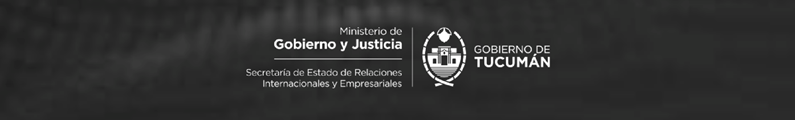 Ministerio de
Gobierno y Justicia
Secretaría de Estado de Relaciones
Internacionales y Empresariales
GOBIERNO DE
TUCUMÁN